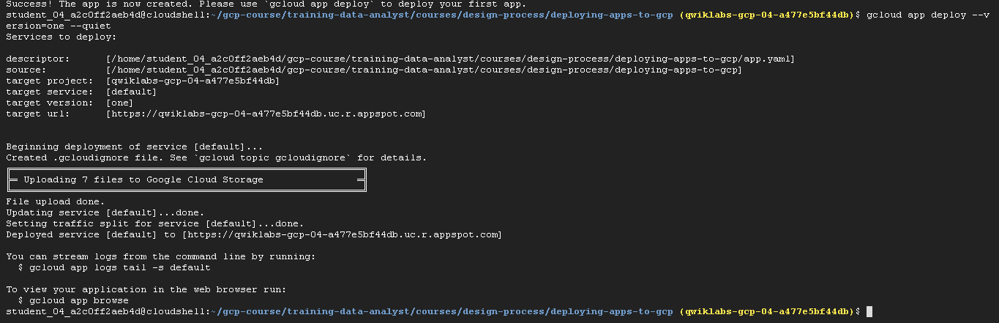 Success! The app is now created. Please use `gcloud app deploy` to deploy your first app.
student_04_a2c0ff2aeb4d@cloudshell:~/gcp-course/training-data-analyst/courses/design-process/deploying-apps-to-gcp (qwiklabs-gcp-04-a477e5bf44db)$ gcloud app deploy --v
ersion=one --quiet
Services to deploy:
descriptor:      [/home/student_04_a2c0ff2aeb4d/gcp-course/training-data-analyst/courses/design-process/deploying-apps-to-gcp/app.yaml]
source:          [/home/student_04_a2c0ff2aeb4d/gcp-course/training-data-analyst/courses/design-process/deploying-apps-to-gcp]
target project:  [qwiklabs-gcp-04-a477e5bf44db]
target service:  [default]
target version:  [one]
target url:      [https://qwiklabs-gcp-04-a477e5bf44db.uc.r.appspot.com]
Beginning deployment of service [default]...
Created .gcloudignore file. See `gcloud topic gcloudignore` for details.
Uploading 7 files to Google Cloud Storage
File upload done.
Updating service [default]...done.
Setting traffic split for service [default]...done.
Deployed service [default] to [https://qwiklabs-gcp-04-a477e5bf44db.uc.r.appspot.com]
You can stream logs from the command line by running:
  $ gcloud app logs tail -s default
To view your application in the web browser run:
  $ gcloud app browse
student_04_a2c0ff2aeb4d@cloudshell:~/gcp-course/training-data-analyst/courses/design-process/deploying-apps-to-gcp (qwiklabs-gcp-04-a477e5bf44db)$